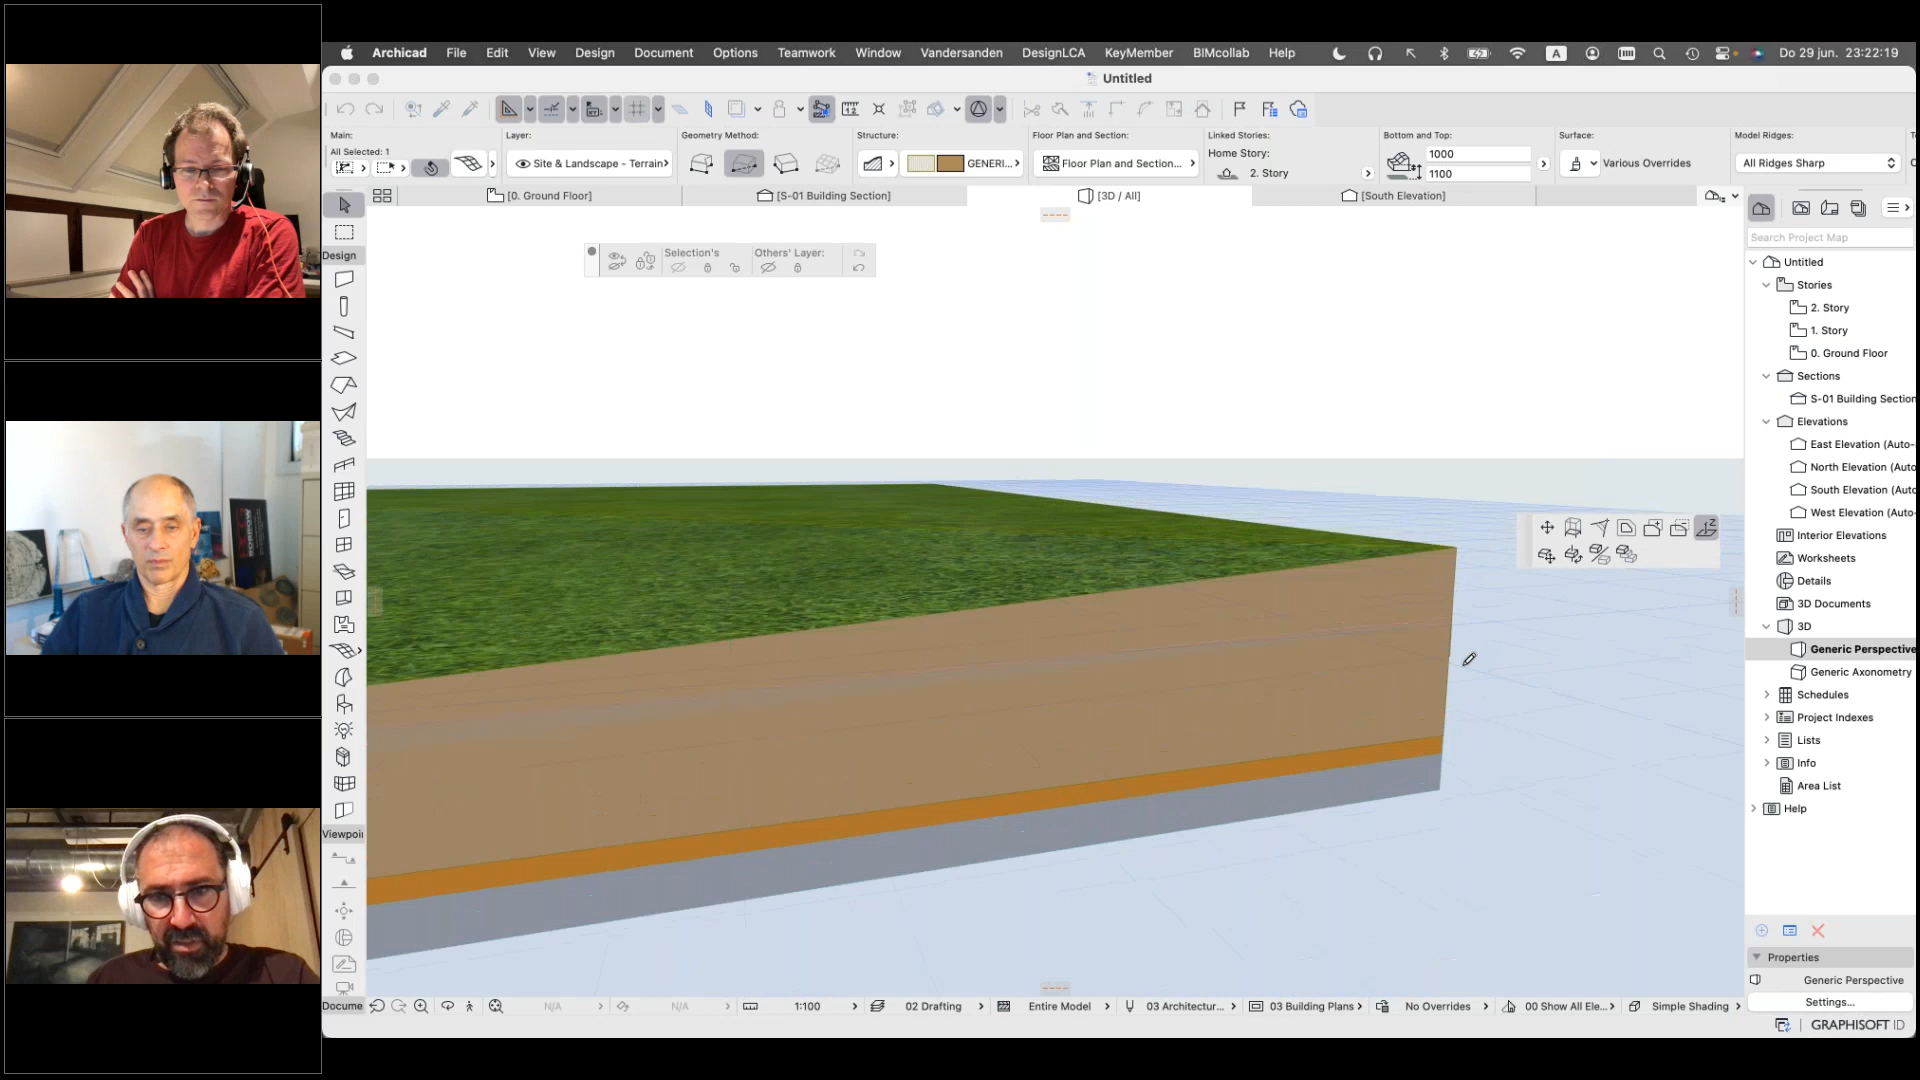 Archicad File Edit View Design Document Options Teamwork Window Vandersanden DesignLCA KeyMember BIMcollab Help A Do 29 jun. 23:22:19
Untitled
Main: Layer: Geometry Method: Structure: Floor Plan and Section: Linked Stories: Bottom and Top: Surface: Model Ridges:
All Selected: 1 Site & Landscape - Terrain GENERI... Floor Plan and Section... Home Story: 1000 Various Overrides All Ridges Sharp
2. Story 1100
[0. Ground Floor] [S-01 Building Section] [3D / All] [South Elevation]
Search Project Map
Design
Selection's Others' Layer:
Untitled
Stories
2. Story
1. Story
0. Ground Floor
Sections
S-01 Building Section
Elevations
East Elevation (Auto-
North Elevation (Auto
South Elevation (Auto
West Elevation (Auto-
Interior Elevations
Worksheets
Details
3D Documents
3D
Generic Perspective
Generic Axonometry
Schedules
Project Indexes
Lists
Info
Area List
Help
Viewpoi
BORROW
Properties
Generic Perspective
Settings...
Docume N/A N/A 1:100 02 Drafting Entire Model 03 Architectur... 03 Building Plans No Overrides 00 Show All Ele... Simple Shading
GRAPHISOFT ID